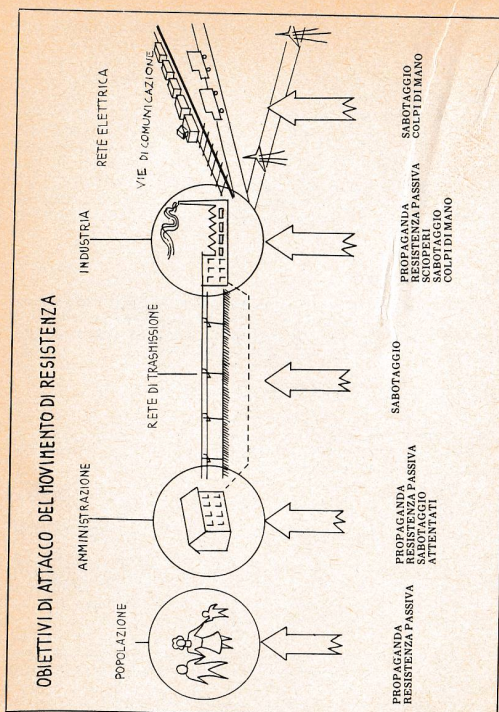 OBIETTIVI DI ATTACCO DEL MOVIMENTO DI RESISTENZA
POPOLAZIONE
AMMINISTRAZIONE
RETE DI TRASMISSIONE
INDUSTRIA
VIE DI COMUNICAZIONE
RETE ELETTRICA
PROPAGANDA
RESISTENZA PASSIVA
PROPAGANDA
RESISTENZA PASSIVA
SABOTAGGIO
ATTENTATI
SABOTAGGIO
PROPAGANDA
RESISTENZA PASSIVA
SCIOPERI
SABOTAGGIO
COLPI DI MANO
SABOTAGGIO
COLPI DI MANO